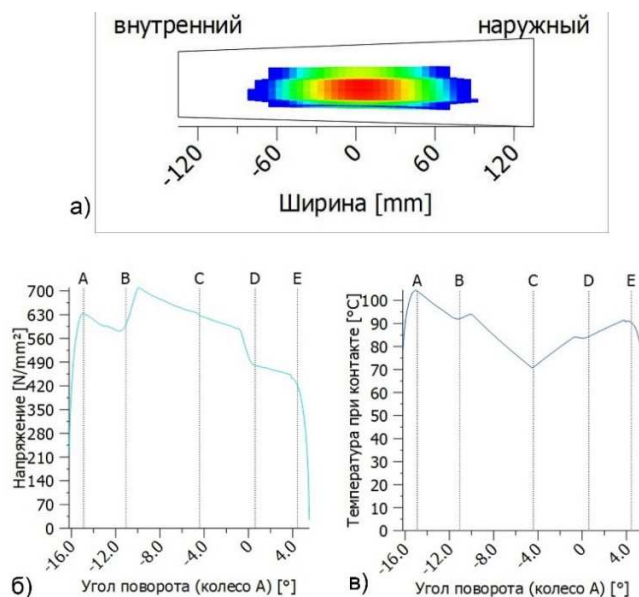 внутренний наружный
-120 -60 0 60 120
Ширина [mm]
а)
A B C D E
700
630
560
490
420
350
280
210
140
70
0
Напряжение [N/mm²]
-16.0 -12.0 -8.0 -4.0 0.0 4.0
Угол поворота (колесо A) [°]
б)
A B C D E
100
90
80
70
60
50
40
30
20
10
0
Температура при контакте [°C]
-16.0 -12.0 -8.0 -4.0 0.0 4.0
Угол поворота (колесо A) [°]
в)